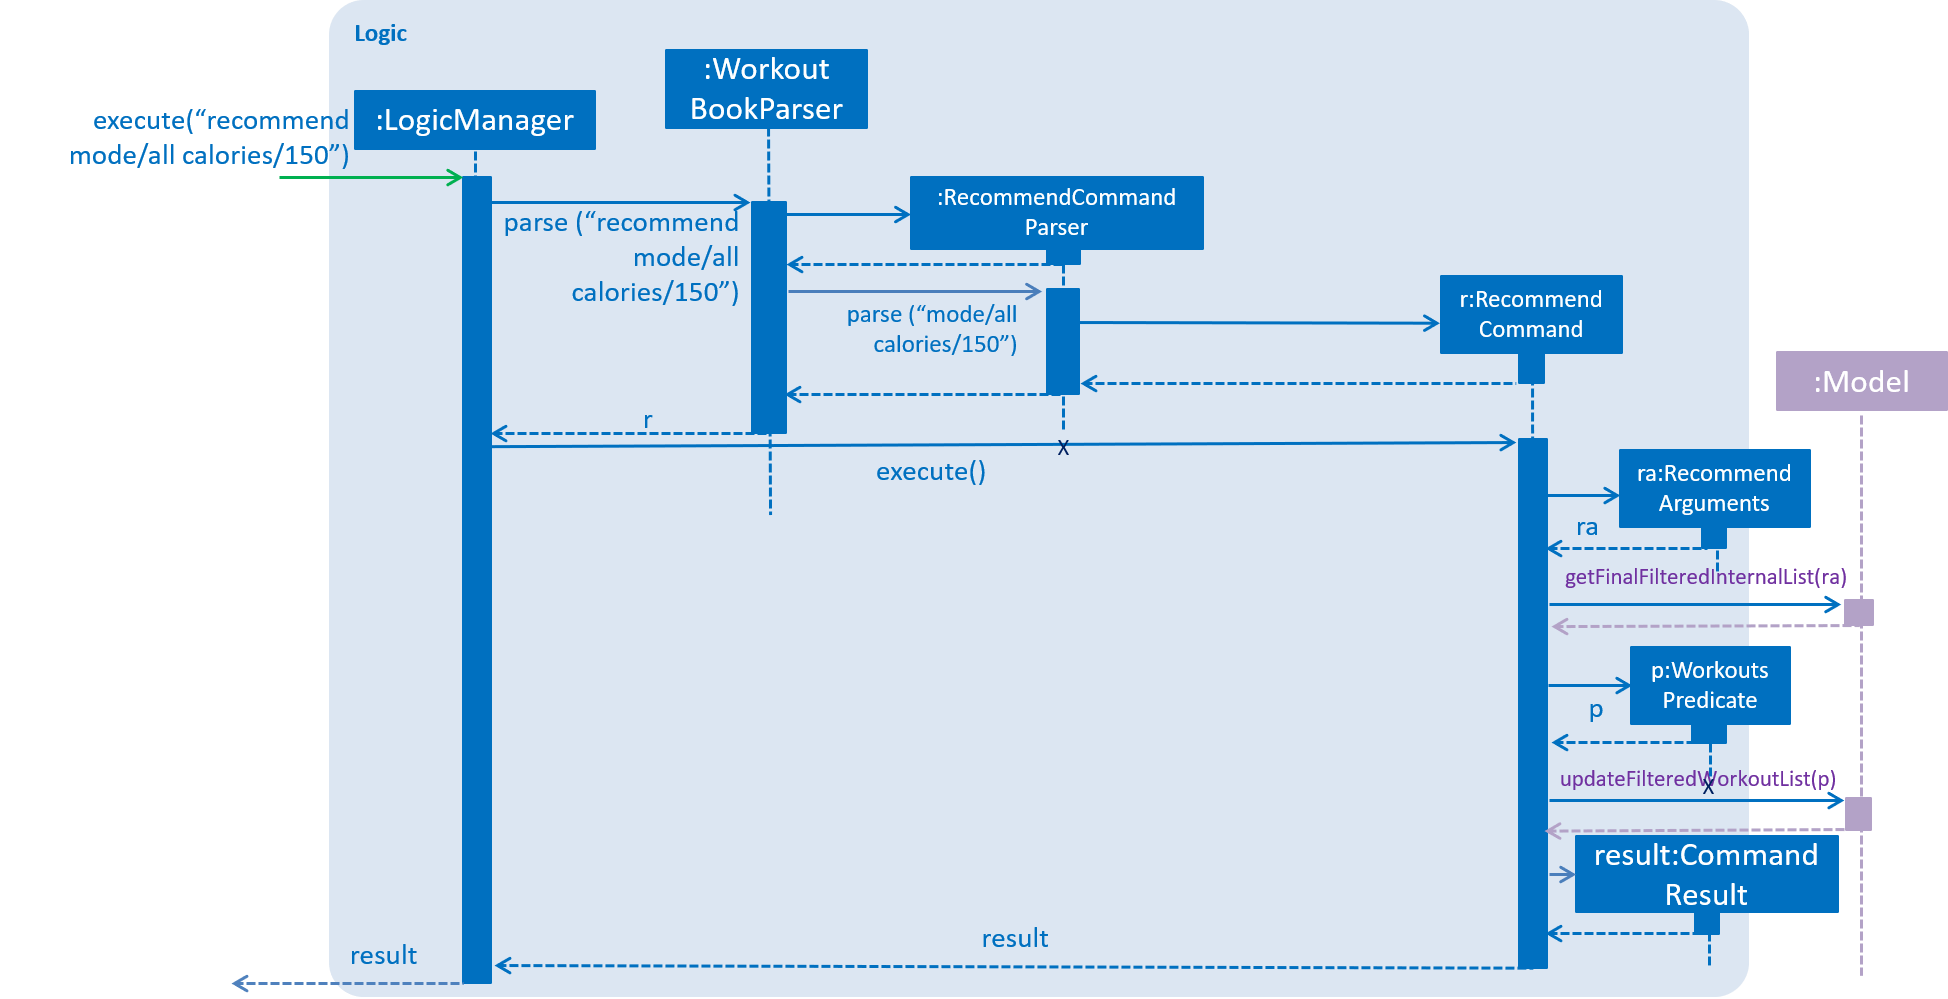 Logic
:Workout
BookParser
:LogicManager
execute(“recommend
mode/all calories/150”)
:RecommendCommand
Parser
parse (“recommend
mode/all
calories/150”)
r:Recommend
Command
parse (“mode/all
calories/150”)
:Model
r
X
execute()
ra:Recommend
Arguments
ra
getFinalFilteredInternalList(ra)
p:Workouts
Predicate
p
updateFilteredWorkoutList(p)
X
result:Command
Result
result
result